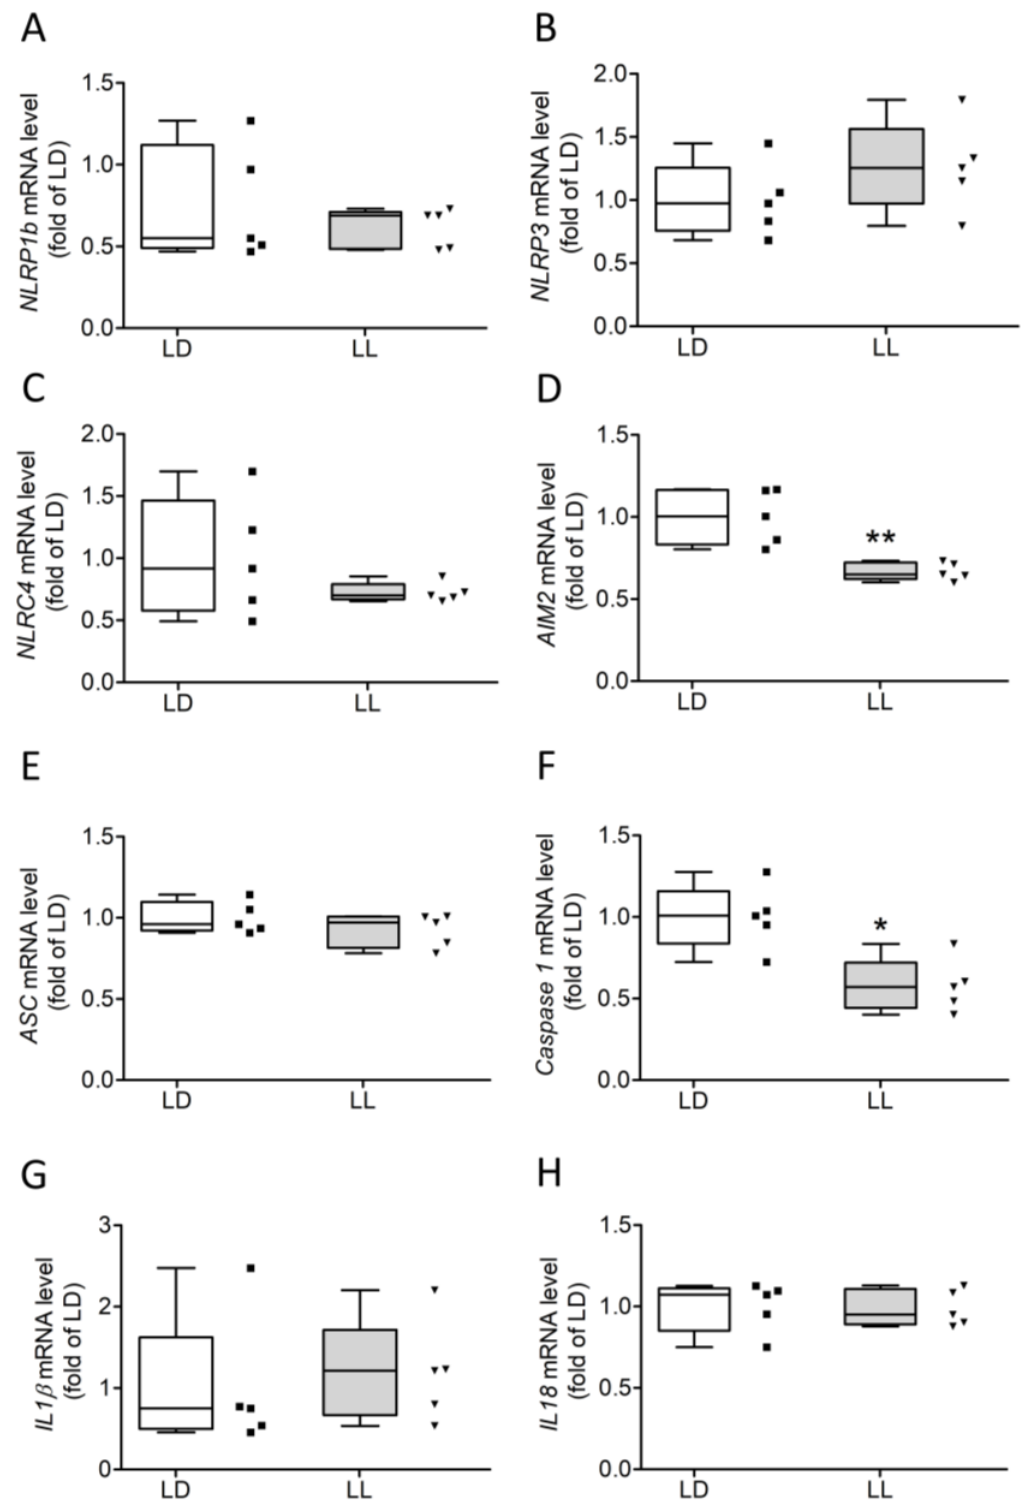 A
NLRP1b mRNA level
(fold of LD)
1.5
1.0
0.5
0.0
LD
LL
B
NLRP3 mRNA level
(fold of LD)
2.0
1.5
1.0
0.5
0.0
LD
LL
C
NLRC4 mRNA level
(fold of LD)
2.0
1.5
1.0
0.5
0.0
LD
LL
D
AIM2 mRNA level
(fold of LD)
1.5
1.0
0.5
0.0
**
LD
LL
E
ASC mRNA level
(fold of LD)
1.5
1.0
0.5
0.0
LD
LL
F
Caspase 1 mRNA level
(fold of LD)
1.5
1.0
0.5
0.0
*
LD
LL
G
IL1β mRNA level
(fold of LD)
3
2
1
0
LD
LL
H
IL18 mRNA level
(fold of LD)
1.5
1.0
0.5
0.0
LD
LL